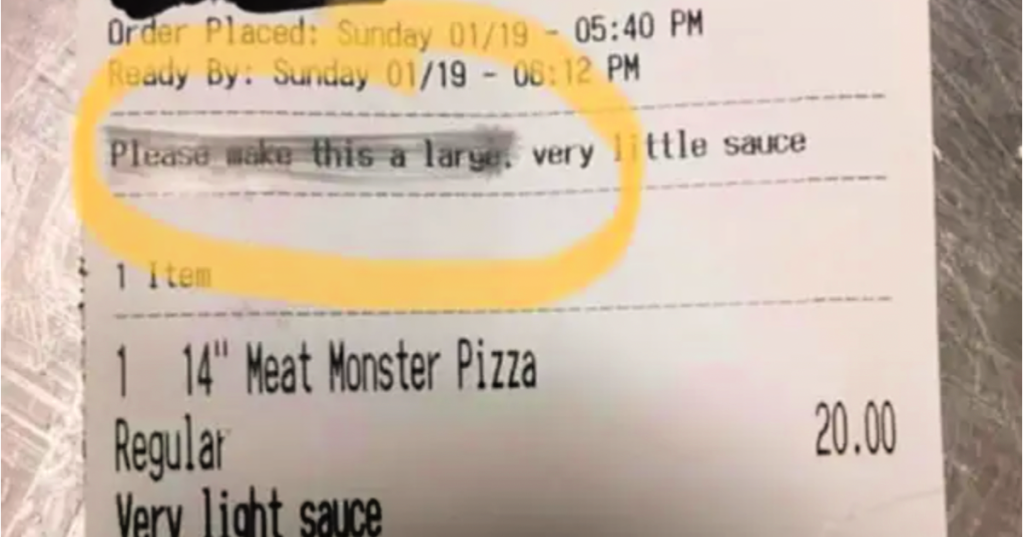 Order Placed: Sunday 01/19 - 05:40 PM
Ready By: Sunday 01/19 - 06:12 PM
Please make this a large, very little sauce
1 Item
1 14" Meat Monster Pizza
Regular
20.00
Very light sauce